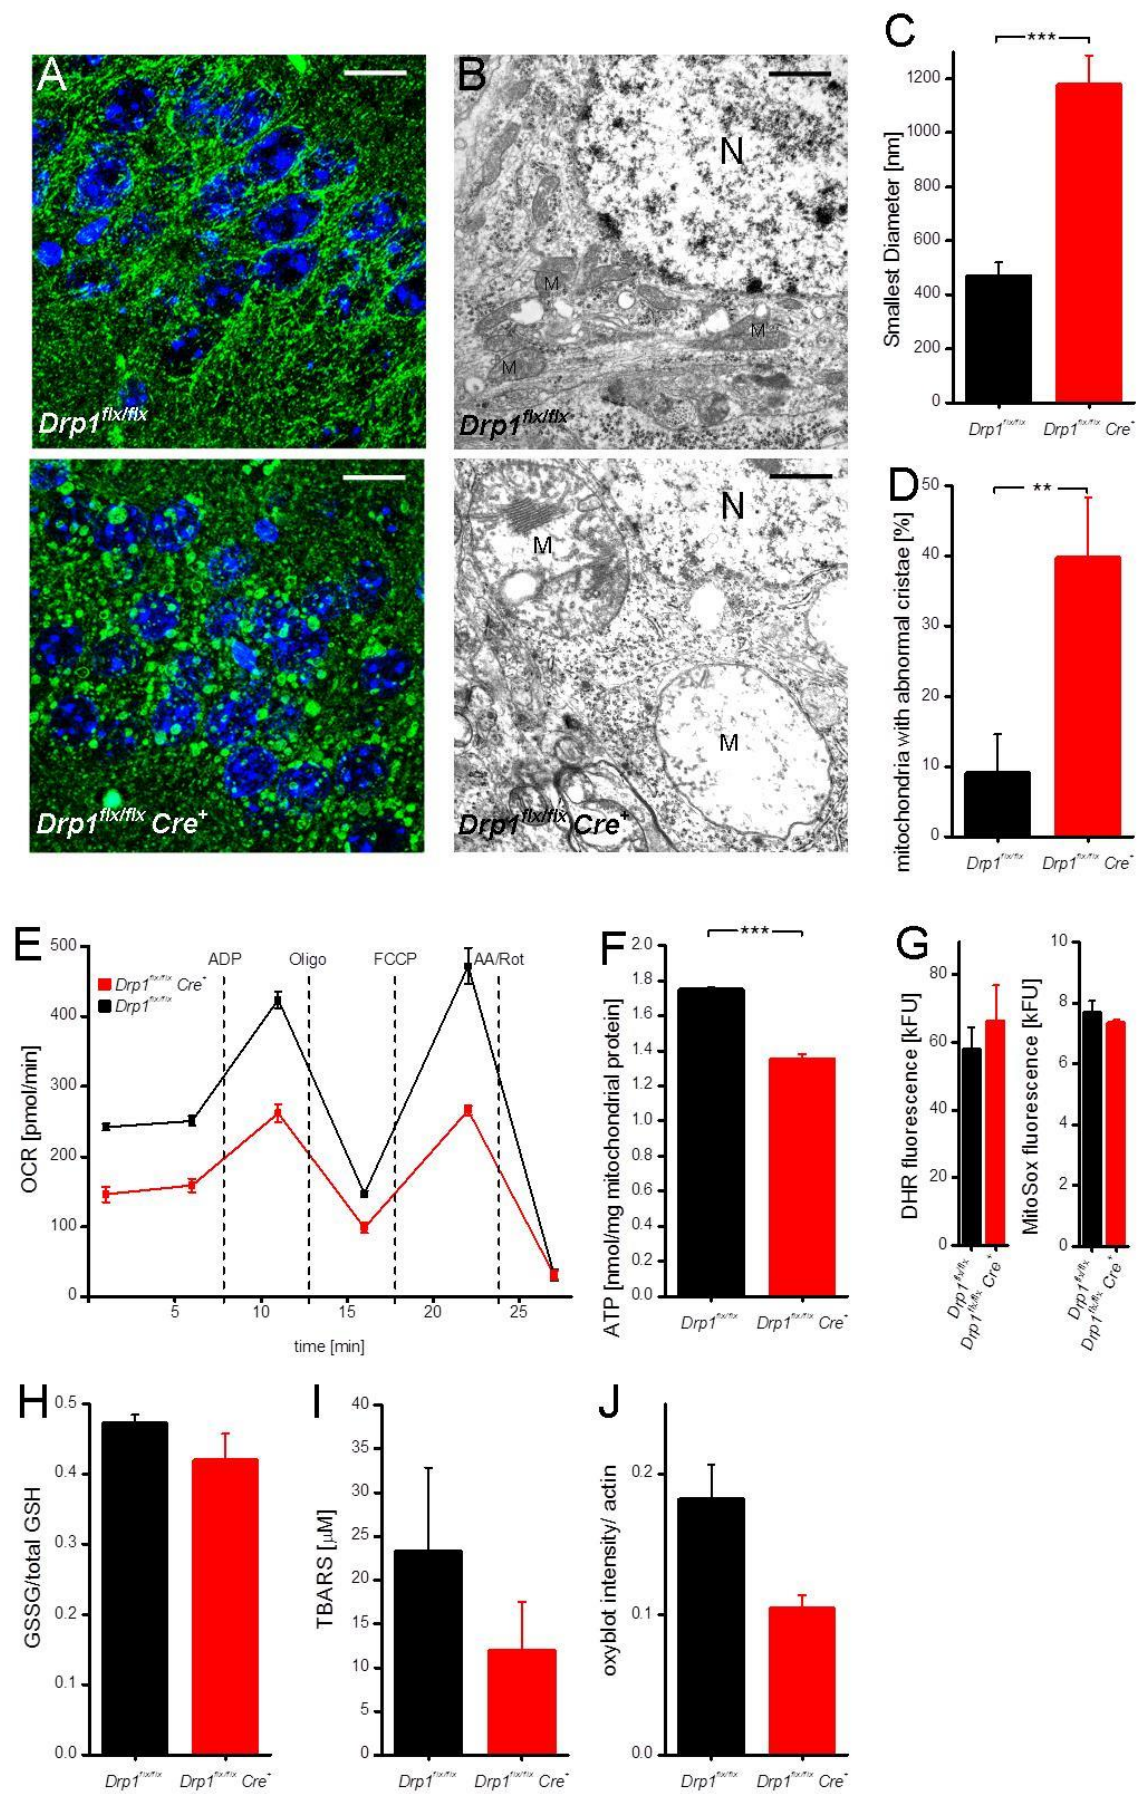 A
Drp1flx/flx
Drp1flx/flx Cre+
B
N
M
M
M
Drp1flx/flx
N
M
M
Drp1flx/flx Cre+
C
***
Smallest Diameter [nm]
1200
1000
800
600
400
200
0
Drp1flx/flx
Drp1flx/flx Cre+
D
**
mitochondria with abnormal cristae [%]
50
40
30
20
10
0
Drp1flx/flx
Drp1flx/flx Cre+
E
OCR [pmol/min]
500
400
300
200
100
0
Drp1flx/flx Cre+
Drp1flx/flx
ADP
Oligo
FCCP
AA/Rot
5
10
15
20
25
time [min]
F
***
ATP [nmol/mg mitochondrial protein]
2.0
1.8
1.6
1.4
1.2
1.0
0.8
0.6
0.4
0.2
0.0
Drp1flx/flx
Drp1flx/flx Cre+
G
DHR fluorescence [kFU]
80
60
40
20
0
Drp1flx/flx
Drp1flx/flx Cre+
MitoSox fluorescence [kFU]
10
8
6
4
2
0
Drp1flx/flx
Drp1flx/flx Cre+
H
GSSG/total GSH
0.5
0.4
0.3
0.2
0.1
0.0
Drp1flx/flx
Drp1flx/flx Cre+
I
TBARS [µM]
40
35
30
25
20
15
10
5
0
Drp1flx/flx
Drp1flx/flx Cre+
J
oxyblot intensity/ actin
0.2
0.1
0.0
Drp1flx/flx
Drp1flx/flx Cre+